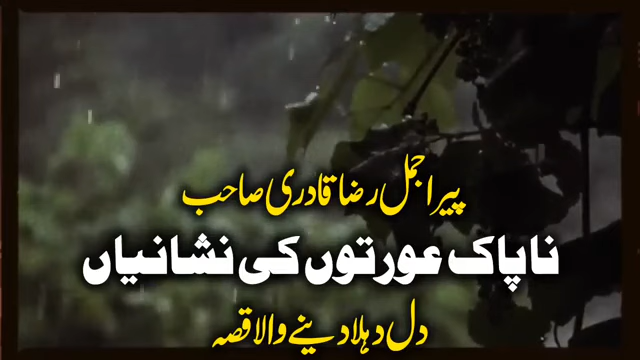 پیر اجمل رضا قادری صاحب
ناپاک عورتوں کی نشانیاں
دل دہلا دینے والا قصہ